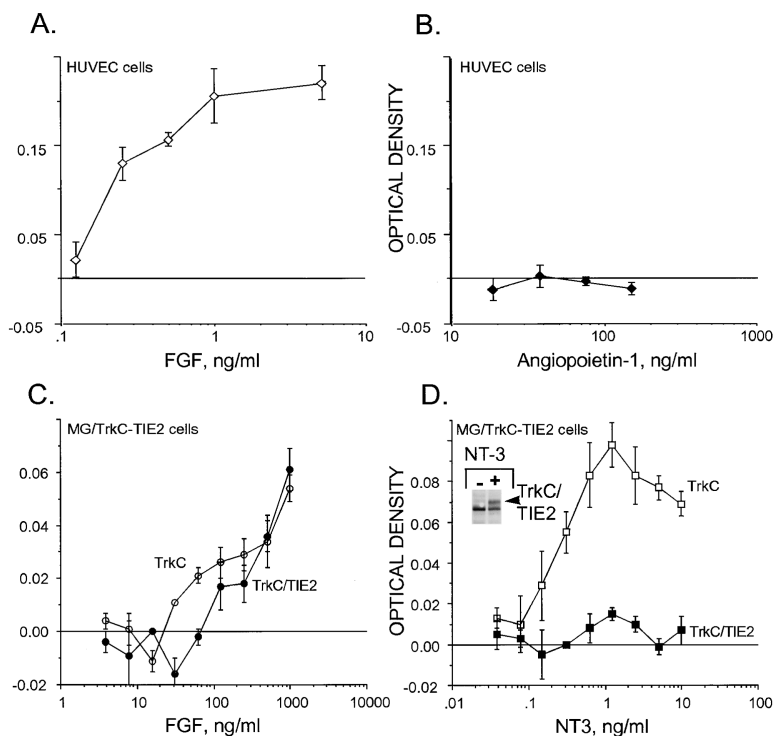 A.
HUVEC cells
0.15
0.05
-0.05
.1
1
10
FGF, ng/ml
B.
HUVEC cells
OPTICAL DENSITY
0.15
0.05
-0.05
10
100
1000
Angiopoietin-1, ng/ml
C.
MG/TrkC-TIE2 cells
0.06
0.04
0.02
0.00
-0.02
TrkC
TrkC/TIE2
1
10
100
1000
10000
FGF, ng/ml
D.
MG/TrkC-TIE2 cells
NT-3
- +
TrkC/
TIE2
TrkC
TrkC/TIE2
OPTICAL DENSITY
0.08
0.06
0.04
0.02
0.00
-0.02
.01
.1
1
10
100
NT3, ng/ml